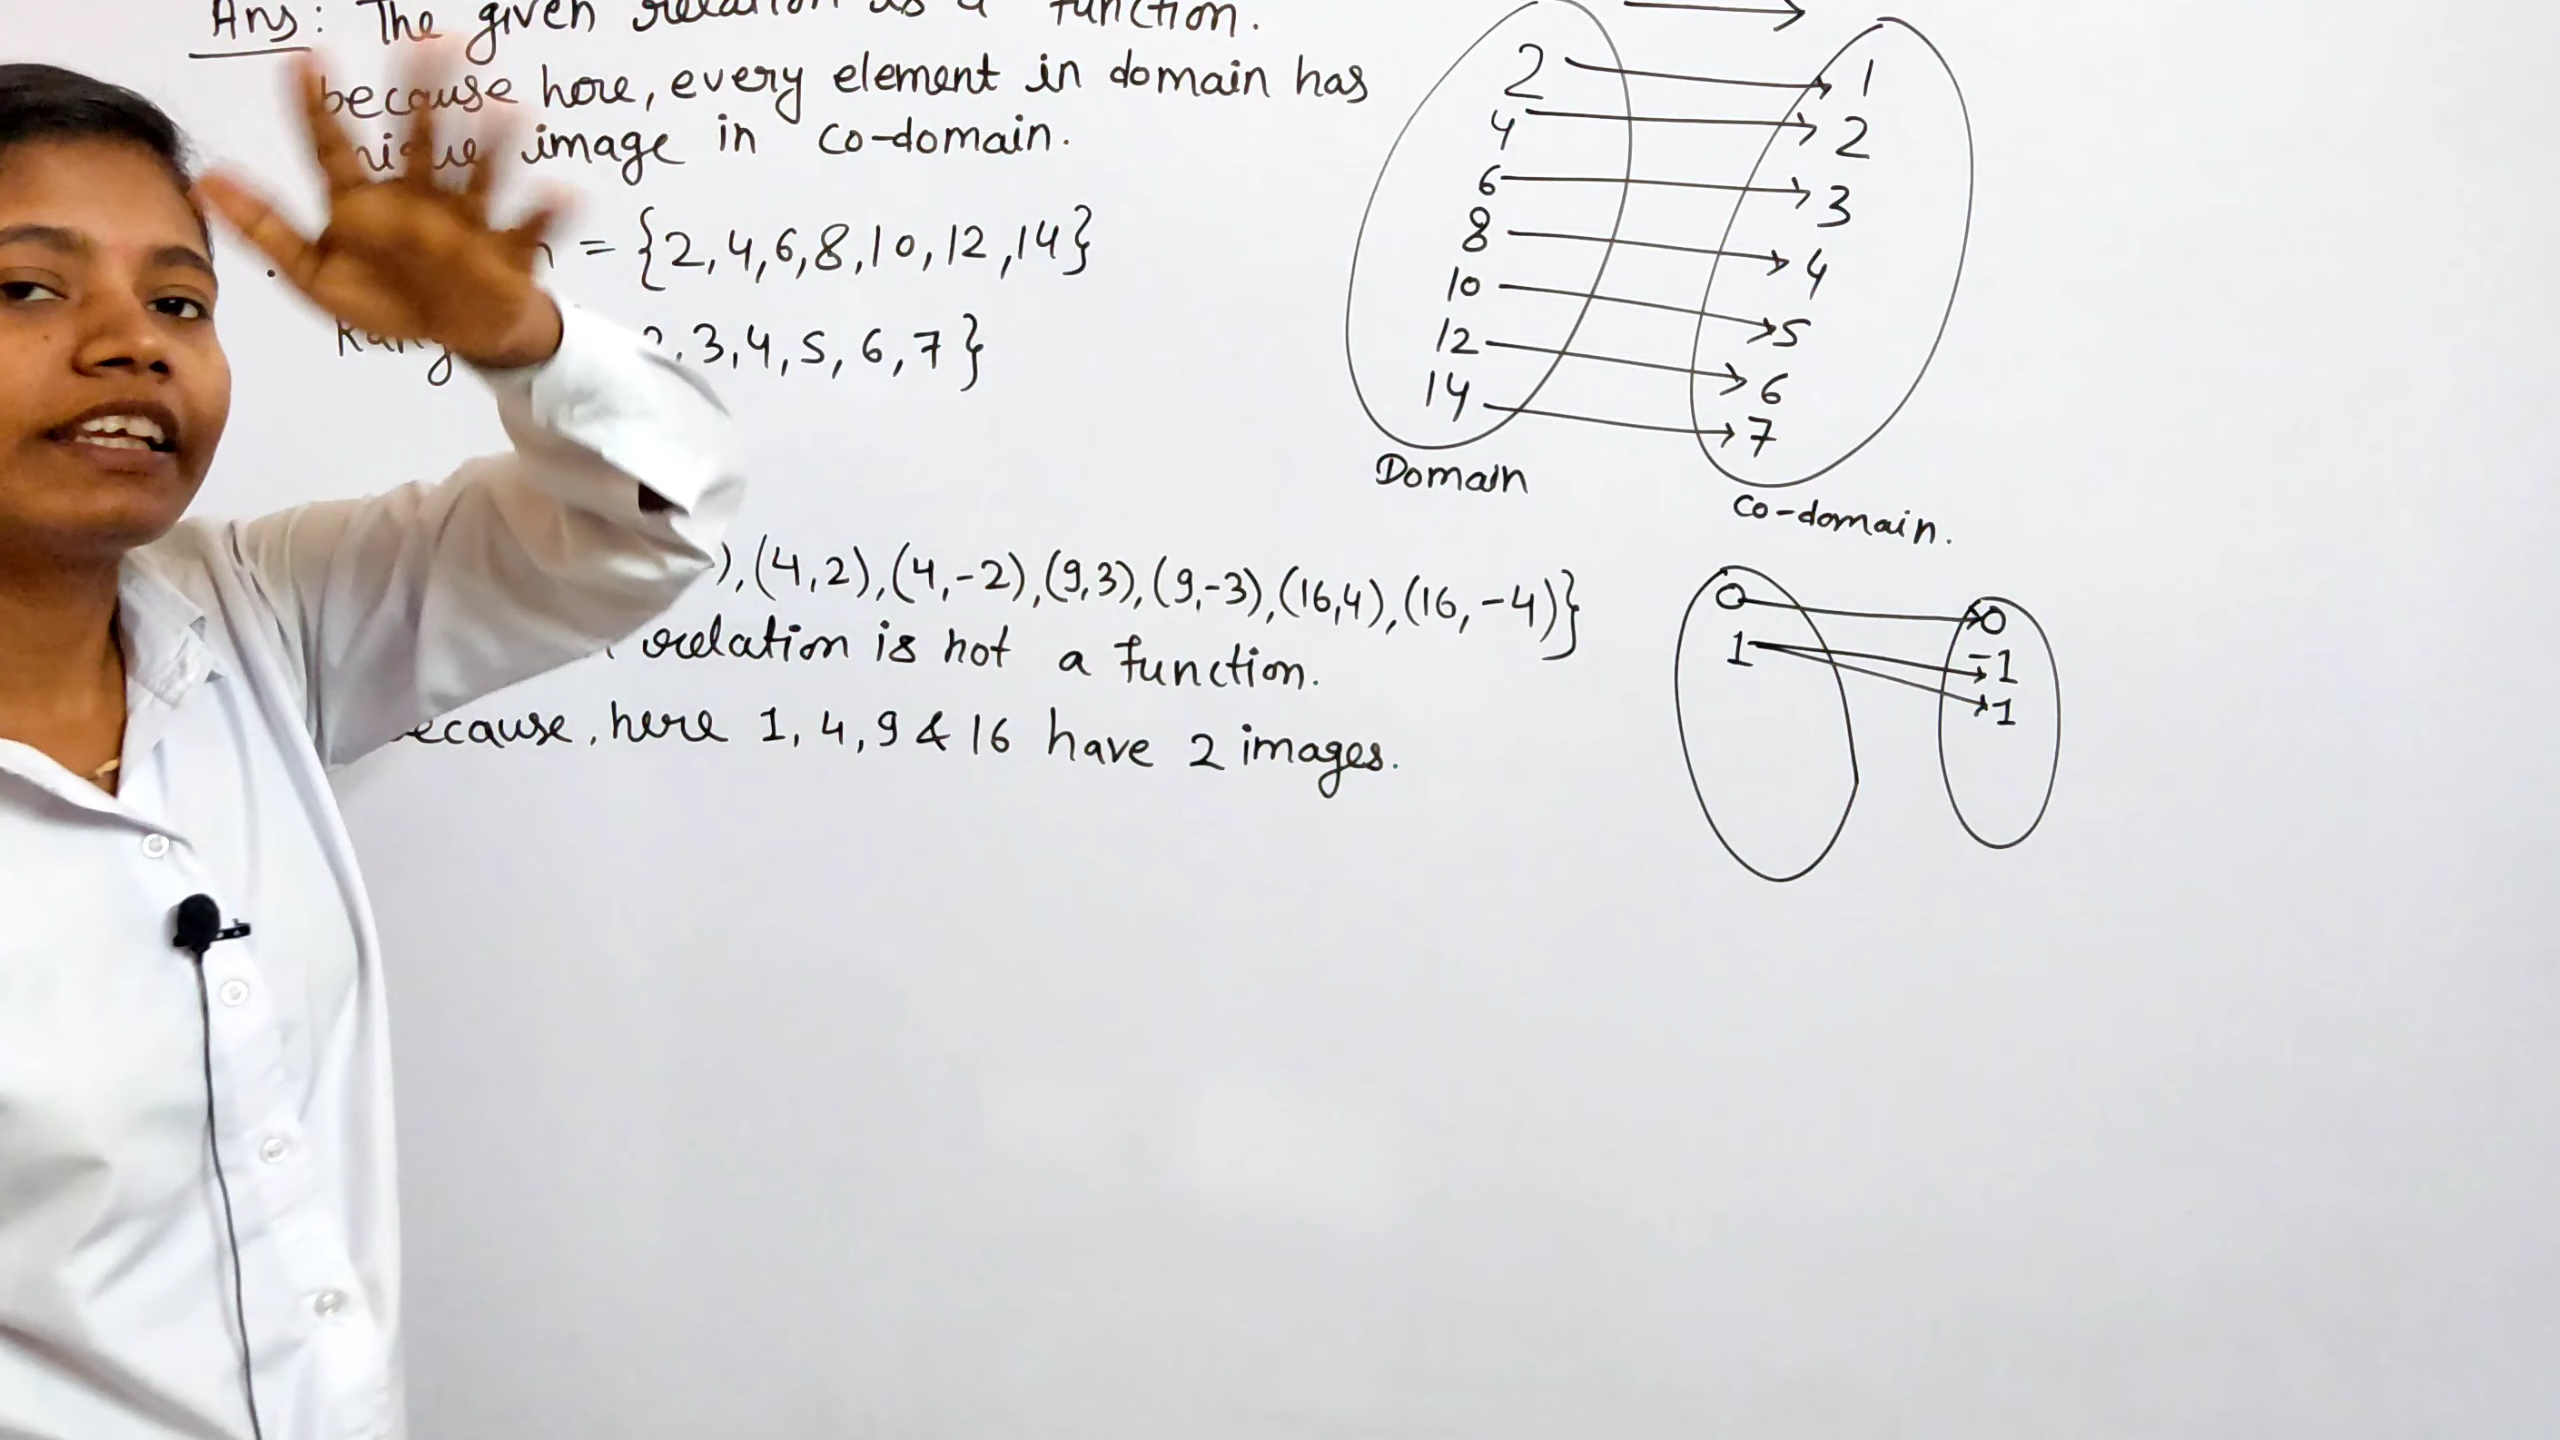 Ans: The given relation is a function.
because here, every element in domain has
image in co-domain.
= {2,4,6,8,10,12,14}
3,4,5,6,7}
),(4,2),(4,-2),(9,3),(9,-3),(16,4),(16,-4)}
relation is not a function.
ecause, here 1,4,9 & 16 have 2 images.
2 → 1
4 → 2
6 → 3
8 → 4
10 → 5
12 → 6
14 → 7
Domain
co-domain.
0 0
1 -1
1